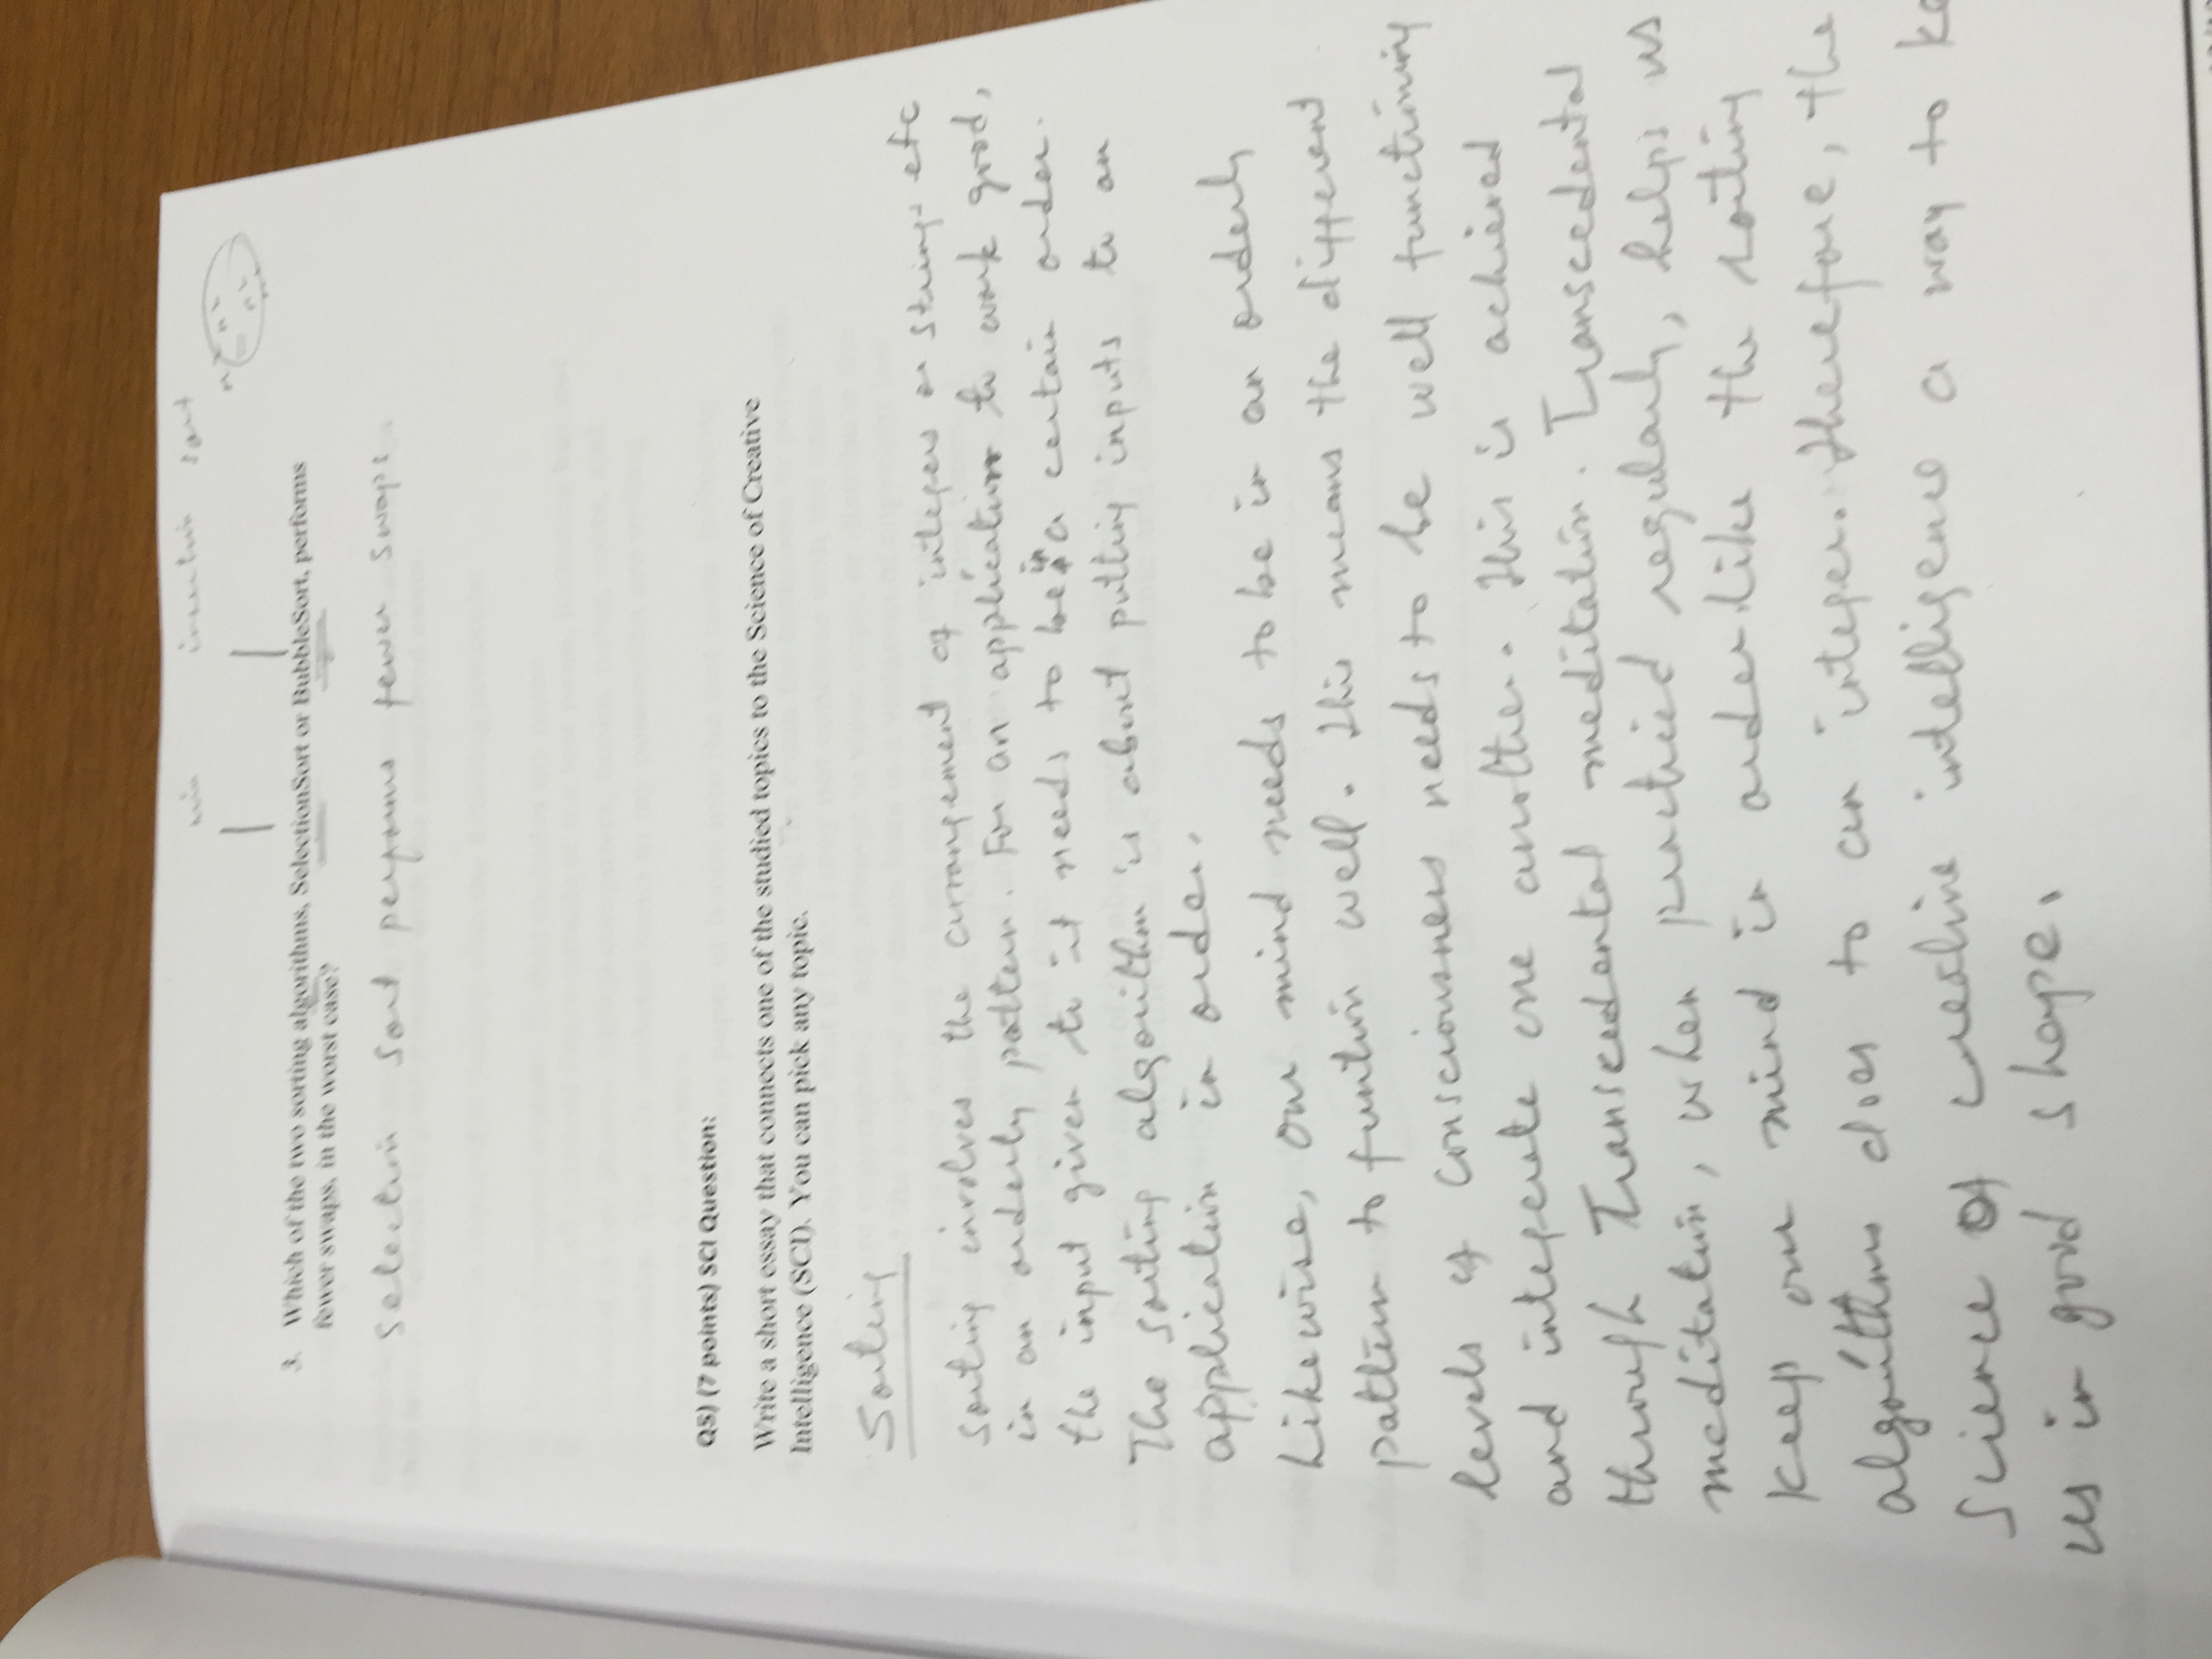 min insertion sort
3. Which of the two sorting algorithms, SelectionSort or BubbleSort, performs
fewer swaps, in the worst case?
Selection Sort performs fewer swaps
Q5) (7 points) SCI Question:
Write a short essay that connects one of the studied topics to the Science of Creative
Intelligence (SCI). You can pick any topic.
Sorting
Sorting involves the arrangement of integers or strings etc
in an orderly pattern. For an application to work good,
the input given to it needs to be in a certain order.
The sorting algorithm is about putting inputs to an
application in order.
Likewise, our mind needs to be in an orderly
pattern to funtion well. This means the different
levels of consciousness needs to be well functioning
and integrate one another. This is achieved
through Transcedental meditation. Transcedental
meditation, when practiced regularly, helps us
keep our mind in order like the sorting
algorithms does to an integer. Therefore, the
Science of creative intelligence a way to ke
us in good shape.